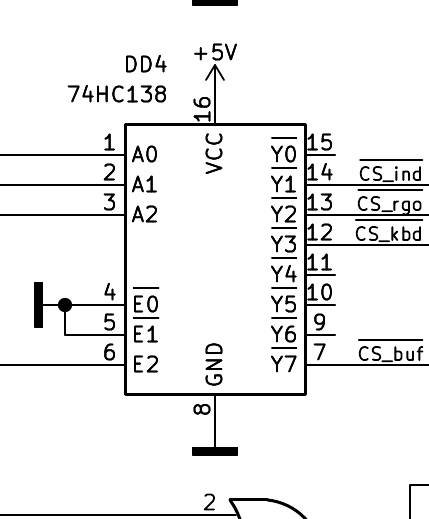 DD4
+5V
74HC138
16
VCC
1 A0 Y0 15
2 A1 Y1 14 CS_ind
3 A2 Y2 13 CS_rgo
Y3 12 CS_kbd
Y4 11
4 E0 Y5 10
5 E1 Y6 9
6 E2 Y7 7 CS_buf
GND
8
2